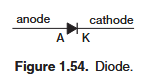 anode cathode
A K
Figure 1.54. Diode.